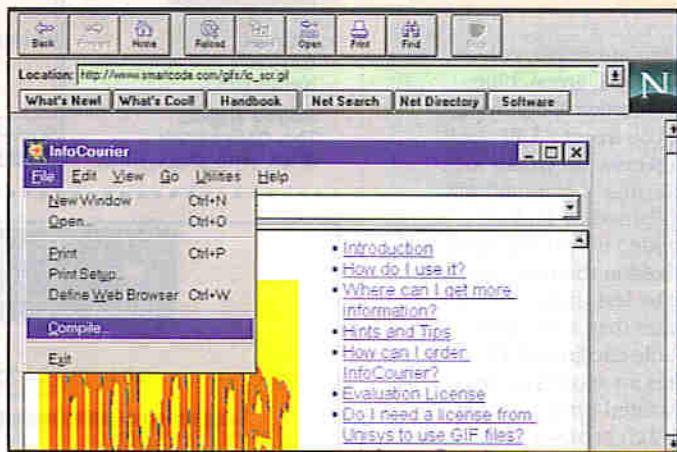 Back Forward Home Reload Images Open Print Find Stop
Location: http://www.smartcode.com/gifs/ic_scr.gif
What's New! What's Cool! Handbook Net Search Net Directory Software
N
InfoCourier
File Edit View Go Utilities Help
New Window Ctrl+N
Open... Ctrl+O
Print Ctrl+P
Print Setup...
Define Web Browser Ctrl+W
Compile...
Exit
• Introduction
• How do I use it?
• Where can I get more
information?
• Hints and Tips
• How can I order
InfoCourier?
• Evaluation License
• Do I need a license from
Unisys to use GIF files?
InfoCourier